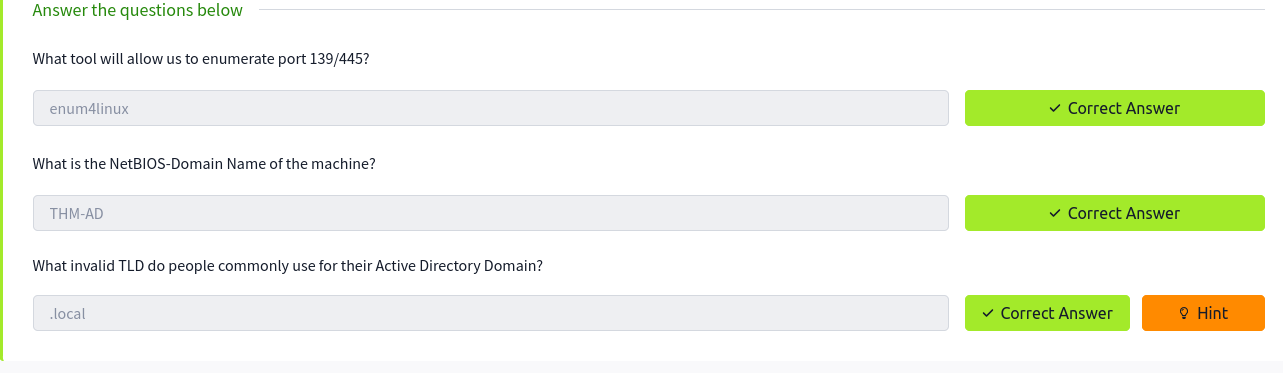 Answer the questions below
What tool will allow us to enumerate port 139/445?
enum4linux
Correct Answer
What is the NetBIOS-Domain Name of the machine?
THM-AD
Correct Answer
What invalid TLD do people commonly use for their Active Directory Domain?
.local
Correct Answer
Hint